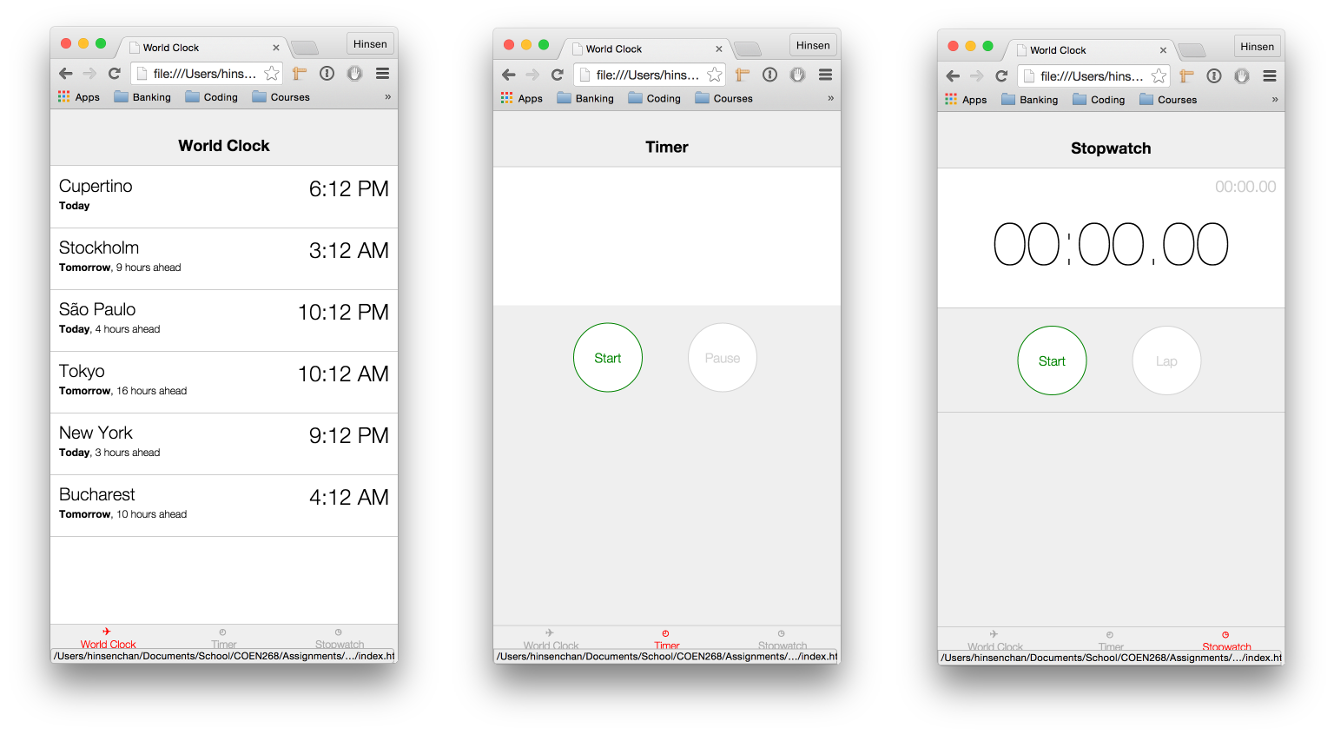 World Clock
Hinsen
file:///Users/hins...
Apps Banking Coding Courses »
World Clock
Cupertino 6:12 PM
Today
Stockholm 3:12 AM
Tomorrow, 9 hours ahead
São Paulo 10:12 PM
Today, 4 hours ahead
Tokyo 10:12 AM
Tomorrow, 16 hours ahead
New York 9:12 PM
Today, 3 hours ahead
Bucharest 4:12 AM
Tomorrow, 10 hours ahead
World Clock Timer Stopwatch
/Users/hinsenchan/Documents/School/COEN268/Assignments/.../index.ht
World Clock
Hinsen
file:///Users/hins...
Apps Banking Coding Courses »
Timer
Start Pause
World Clock Timer Stopwatch
/Users/hinsenchan/Documents/School/COEN268/Assignments/.../index.ht
World Clock
Hinsen
file:///Users/hins...
Apps Banking Coding Courses »
Stopwatch
00:00.00
00:00.00
Start Lap
World Clock Timer Stopwatch
/Users/hinsenchan/Documents/School/COEN268/Assignments/.../index.ht